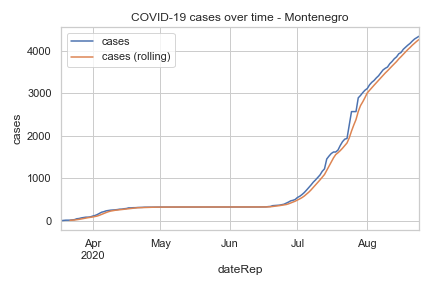 COVID-19 cases over time - Montenegro
cases
cases (rolling)
cases
4000
3000
2000
1000
0
Apr
2020
May
Jun
Jul
Aug
dateRep